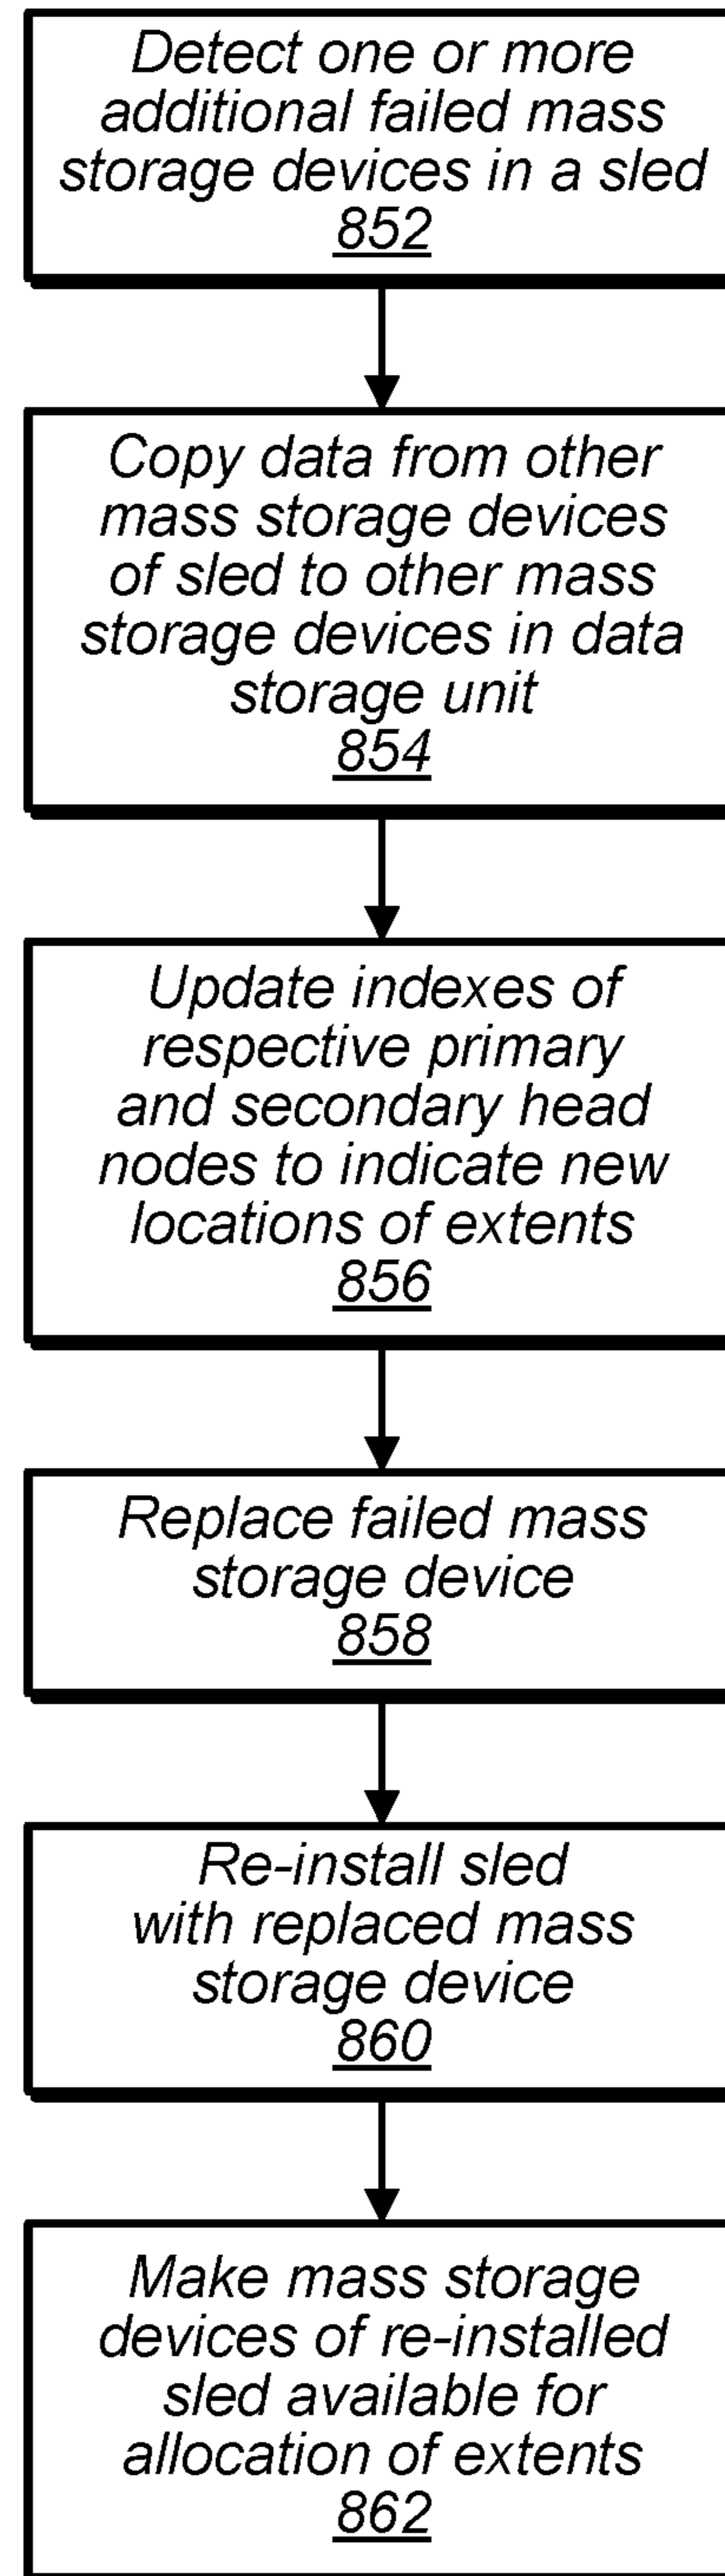 Detect one or more
additional failed mass
storage devices in a sled
852
Copy data from other
mass storage devices
of sled to other mass
storage devices in data
storage unit
854
Update indexes of
respective primary
and secondary head
nodes to indicate new
locations of extents
856
Replace failed mass
storage device
858
Re-install sled
with replaced mass
storage device
860
Make mass storage
devices of re-installed
sled available for
allocation of extents
862